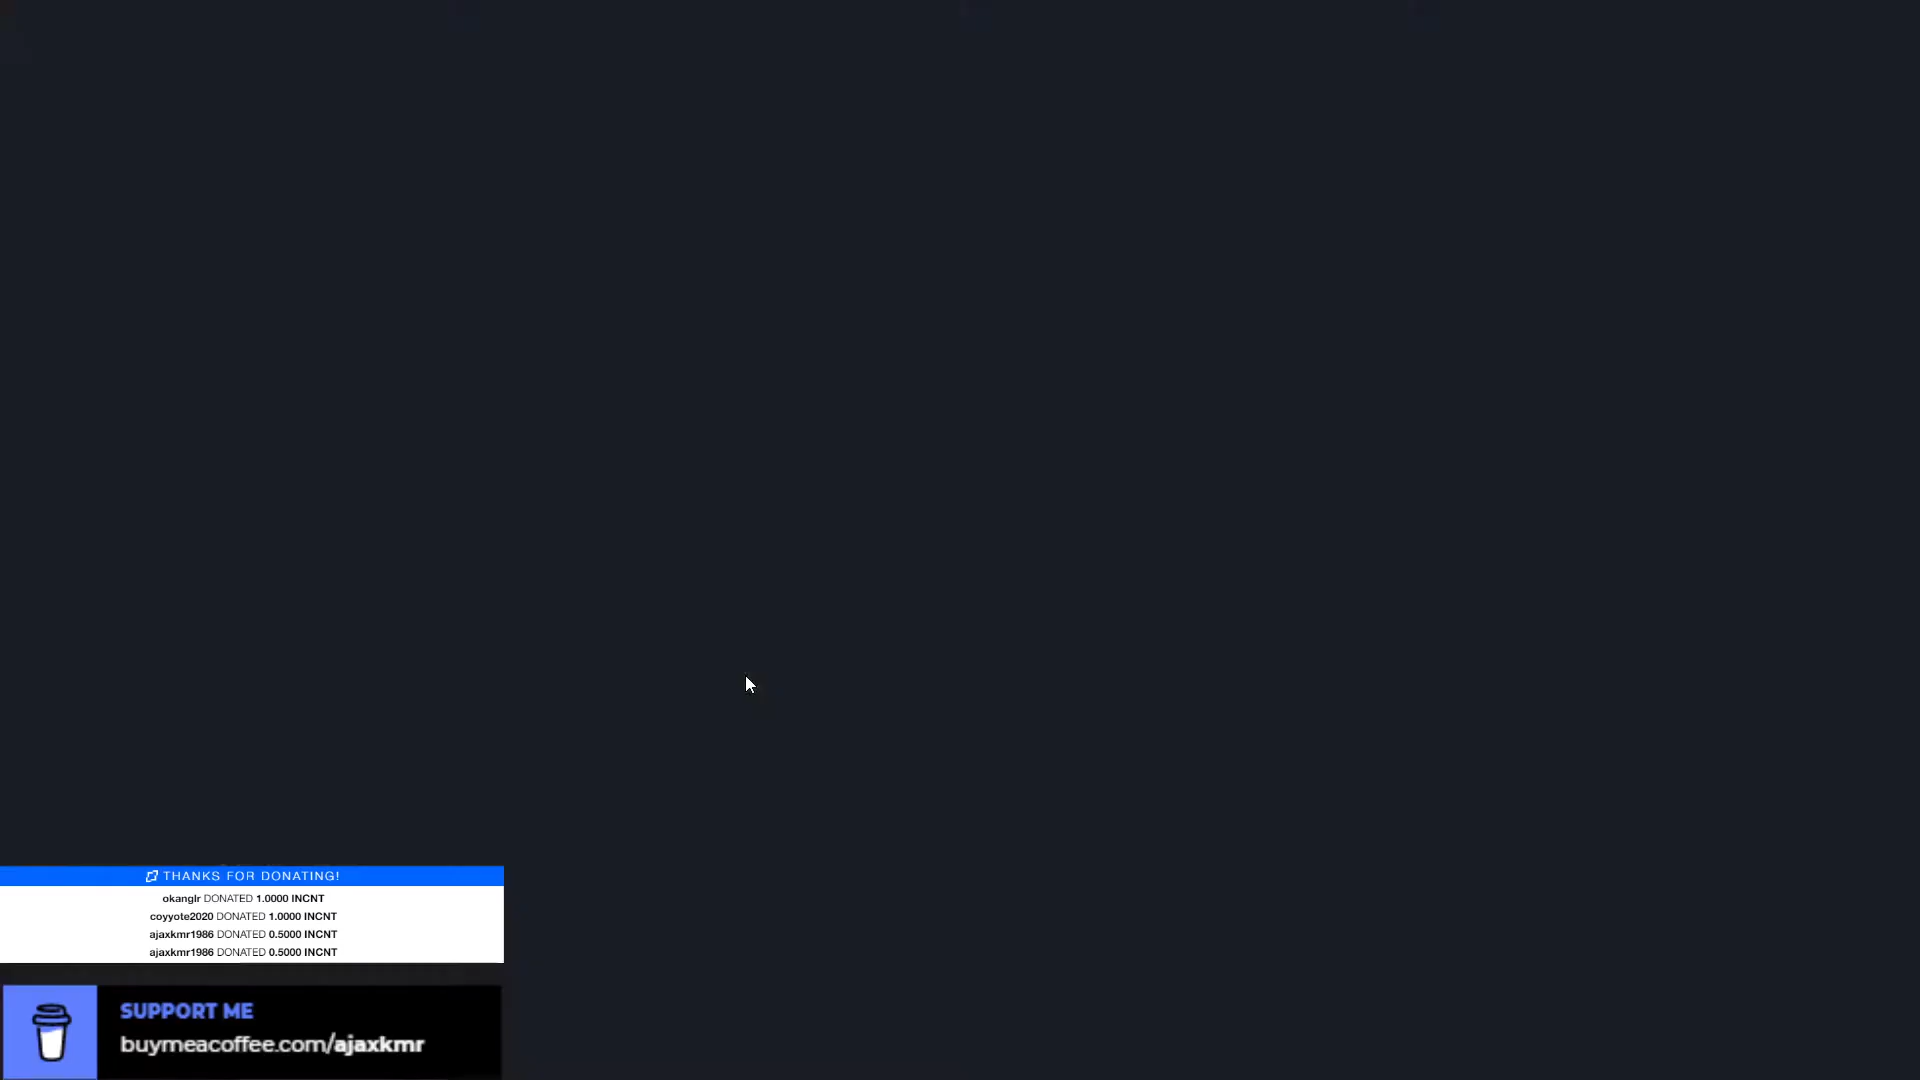 THANKS FOR DONATING!
okanglr DONATED 1.0000 INCNT
coyyote2020 DONATED 1.0000 INCNT
ajaxkmr1986 DONATED 0.5000 INCNT
ajaxkmr1986 DONATED 0.5000 INCNT
SUPPORT ME
buymeacoffee.com/ajaxkmr